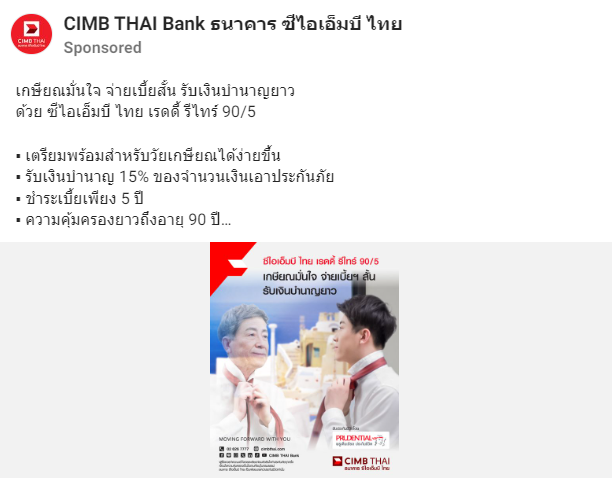 CIMB THAI Bank ธนาคาร ซีไอเอ็มบี ไทย
Sponsored
เกษียณมั่นใจ จ่ายเบี้ยสั้น รับเงินบำนาญยาว
ด้วย ซีไอเอ็มบี ไทย เรดดี้ รีไทร์ 90/5
▪ เตรียมพร้อมสำหรับวัยเกษียณได้ง่ายขึ้น
▪ รับเงินบำนาญ 15% ของจำนวนเงินเอาประกันภัย
▪ ชำระเบี้ยเพียง 5 ปี
▪ ความคุ้มครองยาวถึงอายุ 90 ปี...
ซีไอเอ็มบี ไทย เรดดี้ รีไทร์ 90/5
เกษียณมั่นใจ จ่ายเบี้ยฯ สั้น
รับเงินบำนาญยาว
PRUDENTIAL
MOVING FORWARD WITH YOU
02 626 7777 cimbthai.com
CIMB THAI Bank
CIMB THAI
ธนาคาร ซีไอเอ็มบี ไทย